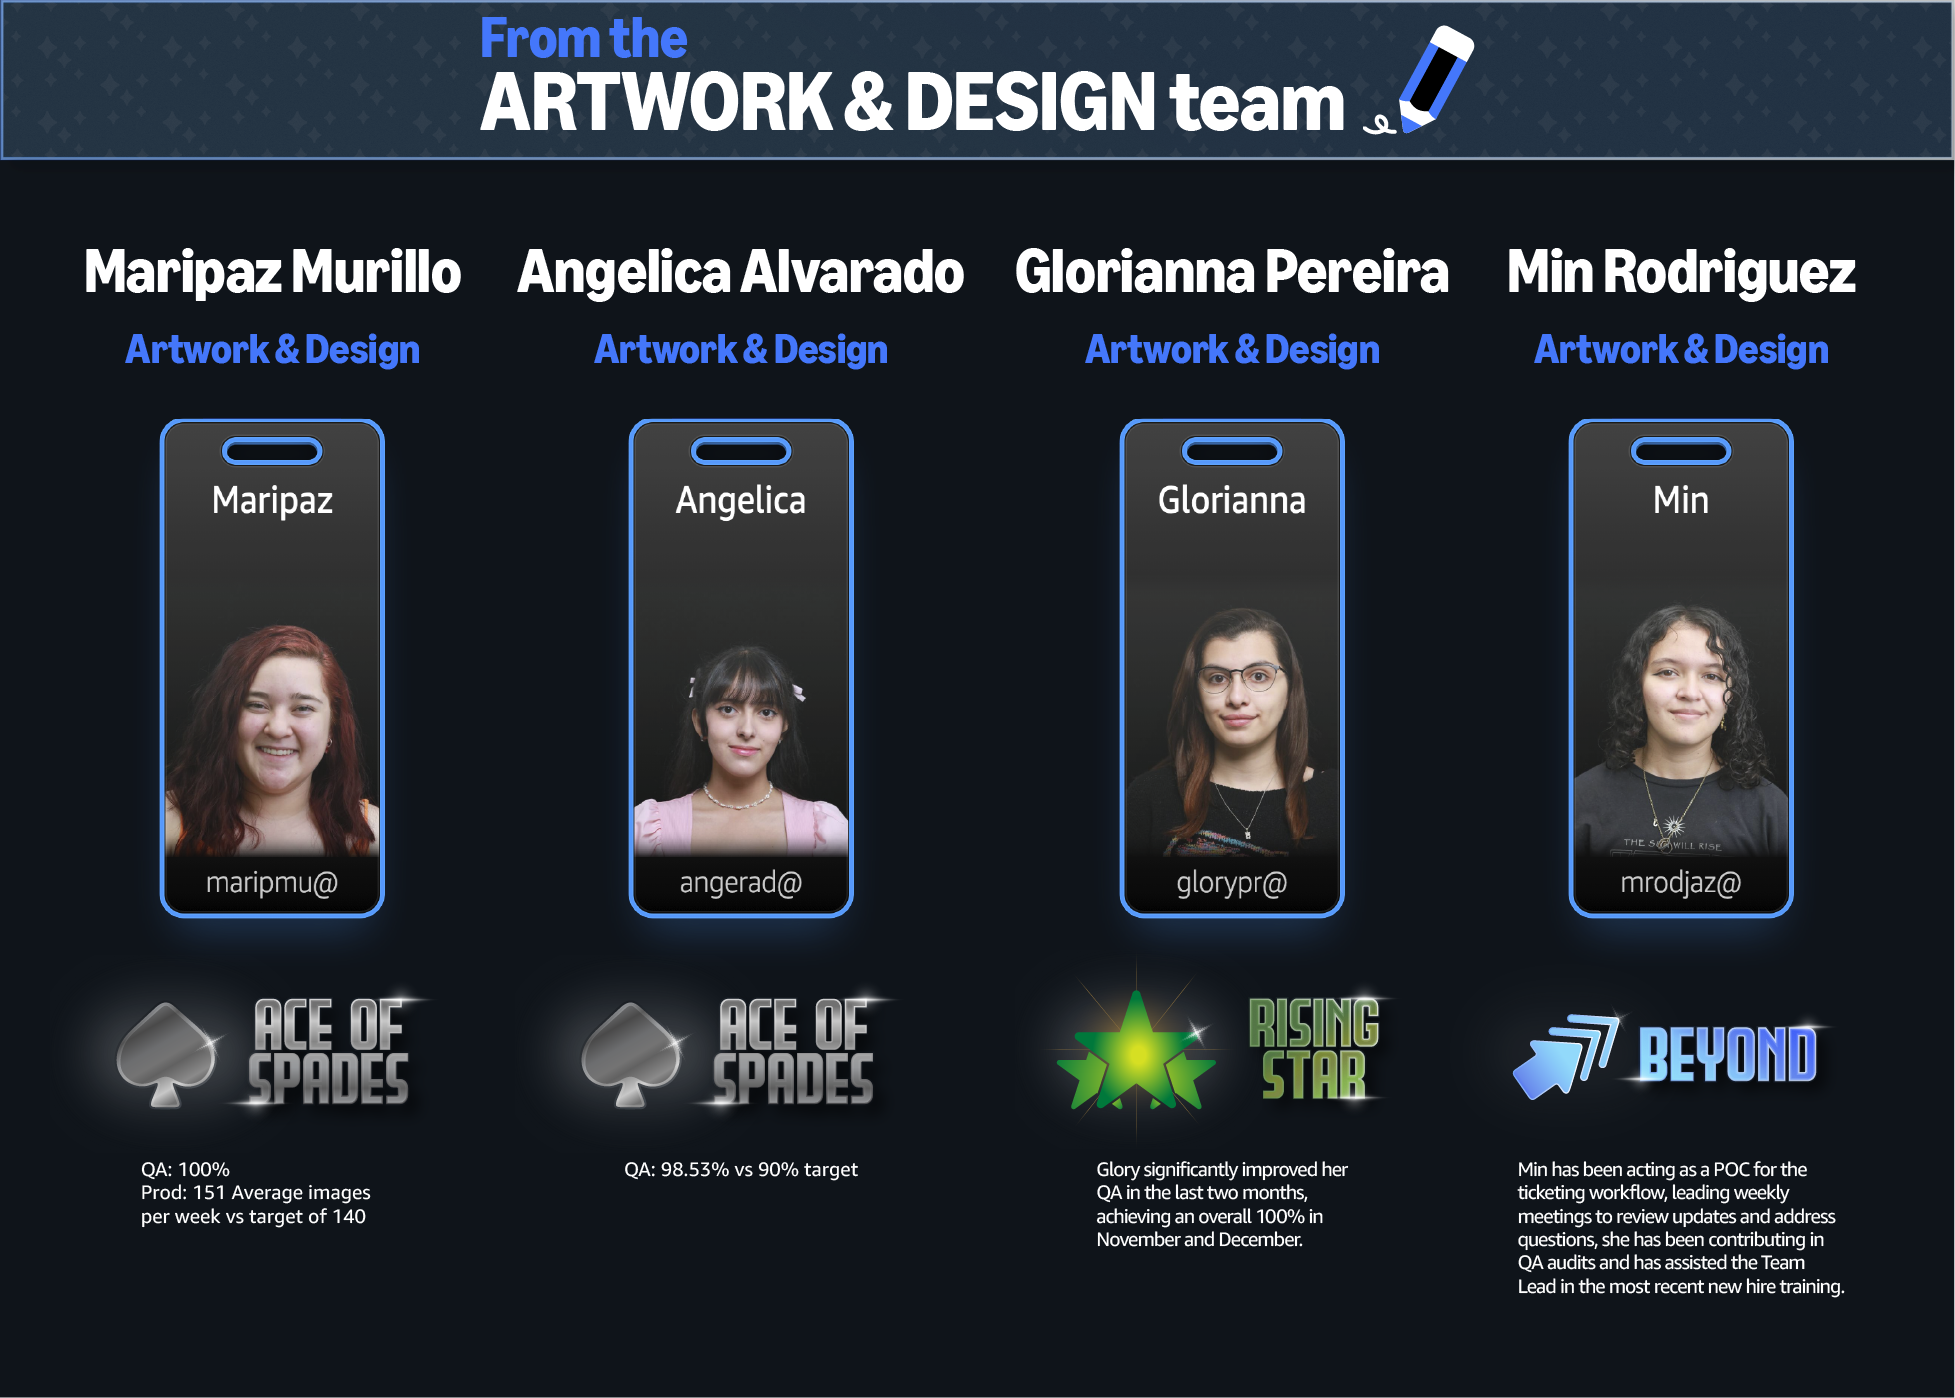 From the
ARTWORK & DESIGN team
Maripaz Murillo
Artwork & Design
Maripaz
maripmu@
ACE OF
SPADES
QA: 100%
Prod: 151 Average images
per week vs target of 140
Angelica Alvarado
Artwork & Design
Angelica
angerad@
ACE OF
SPADES
QA: 98.53% vs 90% target
Glorianna Pereira
Artwork & Design
Glorianna
glorypr@
RISING
STAR
Glory significantly improved her
QA in the last two months,
achieving an overall 100% in
November and December.
Min Rodriguez
Artwork & Design
Min
THE WILL RISE
mrodjaz@
BEYOND
Min has been acting as a POC for the
ticketing workflow, leading weekly
meetings to review updates and address
questions, she has been contributing in
QA audits and has assisted the Team
Lead in the most recent new hire training.